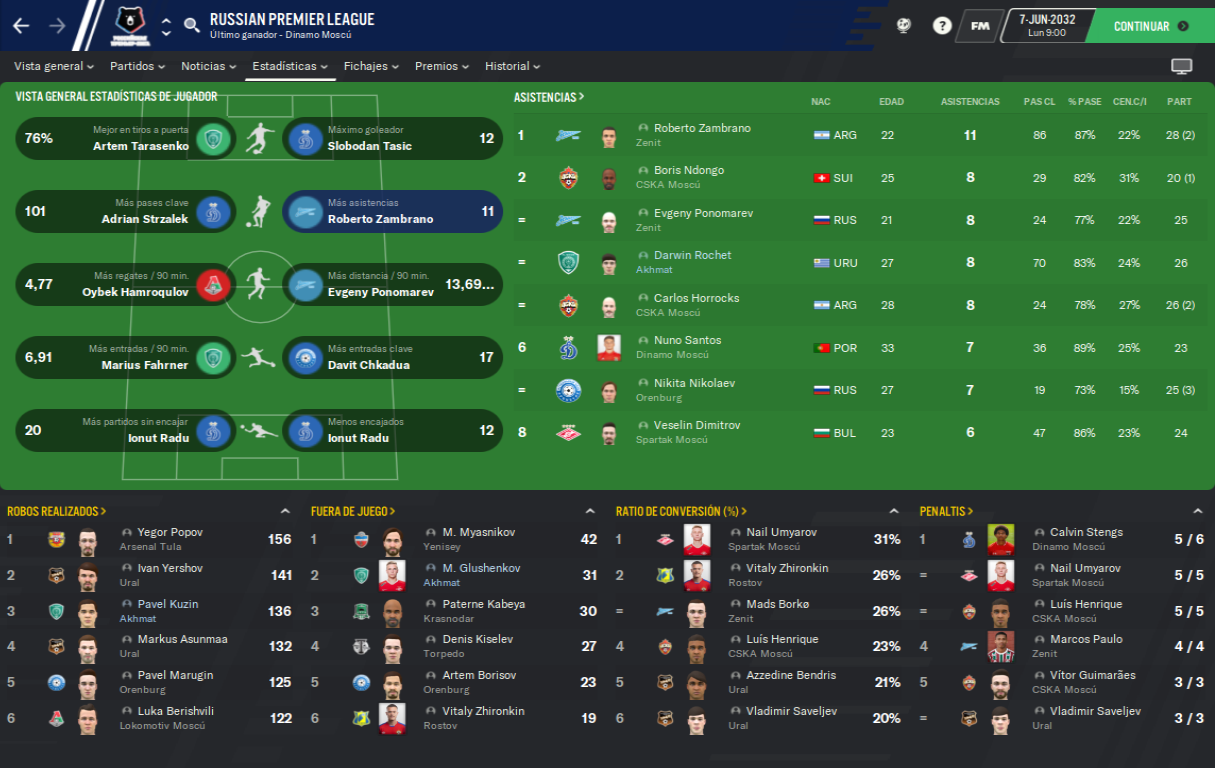 RUSSIAN PREMIER LEAGUE
Último ganador - Dinamo Moscú
FM
7-JUN-2032
Lun 9:00
CONTINUAR
Vista general Partidos Noticias Estadísticas Fichajes Premios Historial
VISTA GENERAL ESTADÍSTICAS DE JUGADOR
76% Mejor en tiros a puerta Artem Tarasenko
Máximo goleador Slobodan Tasic 12
101 Más pases clave Adrian Strzalek
Más asistencias Roberto Zambrano 11
4,77 Más regates / 90 min. Oybek Hamroqulov
Más distancia / 90 min. Evgeny Ponomarev 13,69...
6,91 Más entradas / 90 min. Marius Fahrner
Más entradas clave Davit Chkadua 17
20 Más partidos sin encajar Ionut Radu
Menos encajados Ionut Radu 12
ASISTENCIAS NAC EDAD ASISTENCIAS PAS CL % PASE CEN.C/I PART
1 Roberto Zambrano Zenit ARG 22 11 86 87% 22% 28 (2)
2 Boris Ndongo CSKA Moscú SUI 25 8 29 82% 31% 20 (1)
= Evgeny Ponomarev Zenit RUS 21 8 24 77% 22% 25
= Darwin Rochet Akhmat URU 27 8 70 83% 24% 26
= Carlos Horrocks CSKA Moscú ARG 28 8 24 78% 27% 26 (2)
6 Nuno Santos Dinamo Moscú POR 33 7 36 89% 25% 23
= Nikita Nikolaev Orenburg RUS 27 7 19 73% 15% 25 (3)
8 Veselin Dimitrov Spartak Moscú BUL 23 6 47 86% 23% 24
ROBOS REALIZADOS
1 Yegor Popov Arsenal Tula 156
2 Ivan Yershov Ural 141
3 Pavel Kuzin Akhmat 136
4 Markus Asunmaa Ural 132
5 Pavel Marugin Orenburg 125
6 Luka Berishvili Lokomotiv Moscú 122
FUERA DE JUEGO
1 M. Myasnikov Yenisey 42
2 M. Glushenkov Akhmat 31
3 Paterne Kabeya Krasnodar 30
4 Denis Kiselev Torpedo 27
5 Artem Borisov Orenburg 23
6 Vitaly Zhironkin Rostov 19
RATIO DE CONVERSIÓN (%)
1 Nail Umyarov Spartak Moscú 31%
2 Vitaly Zhironkin Rostov 26%
= Mads Borkø Zenit 26%
4 Luís Henrique CSKA Moscú 23%
5 Azzedine Bendris Ural 21%
6 Vladimir Saveljev Ural 20%
PENALTIS
1 Calvin Stengs Dinamo Moscú 5 / 6
= Nail Umyarov Spartak Moscú 5 / 5
= Luís Henrique CSKA Moscú 5 / 5
4 Marcos Paulo Zenit 4 / 4
5 Vítor Guimarães CSKA Moscú 3 / 3
= Vladimir Saveljev Ural 3 / 3